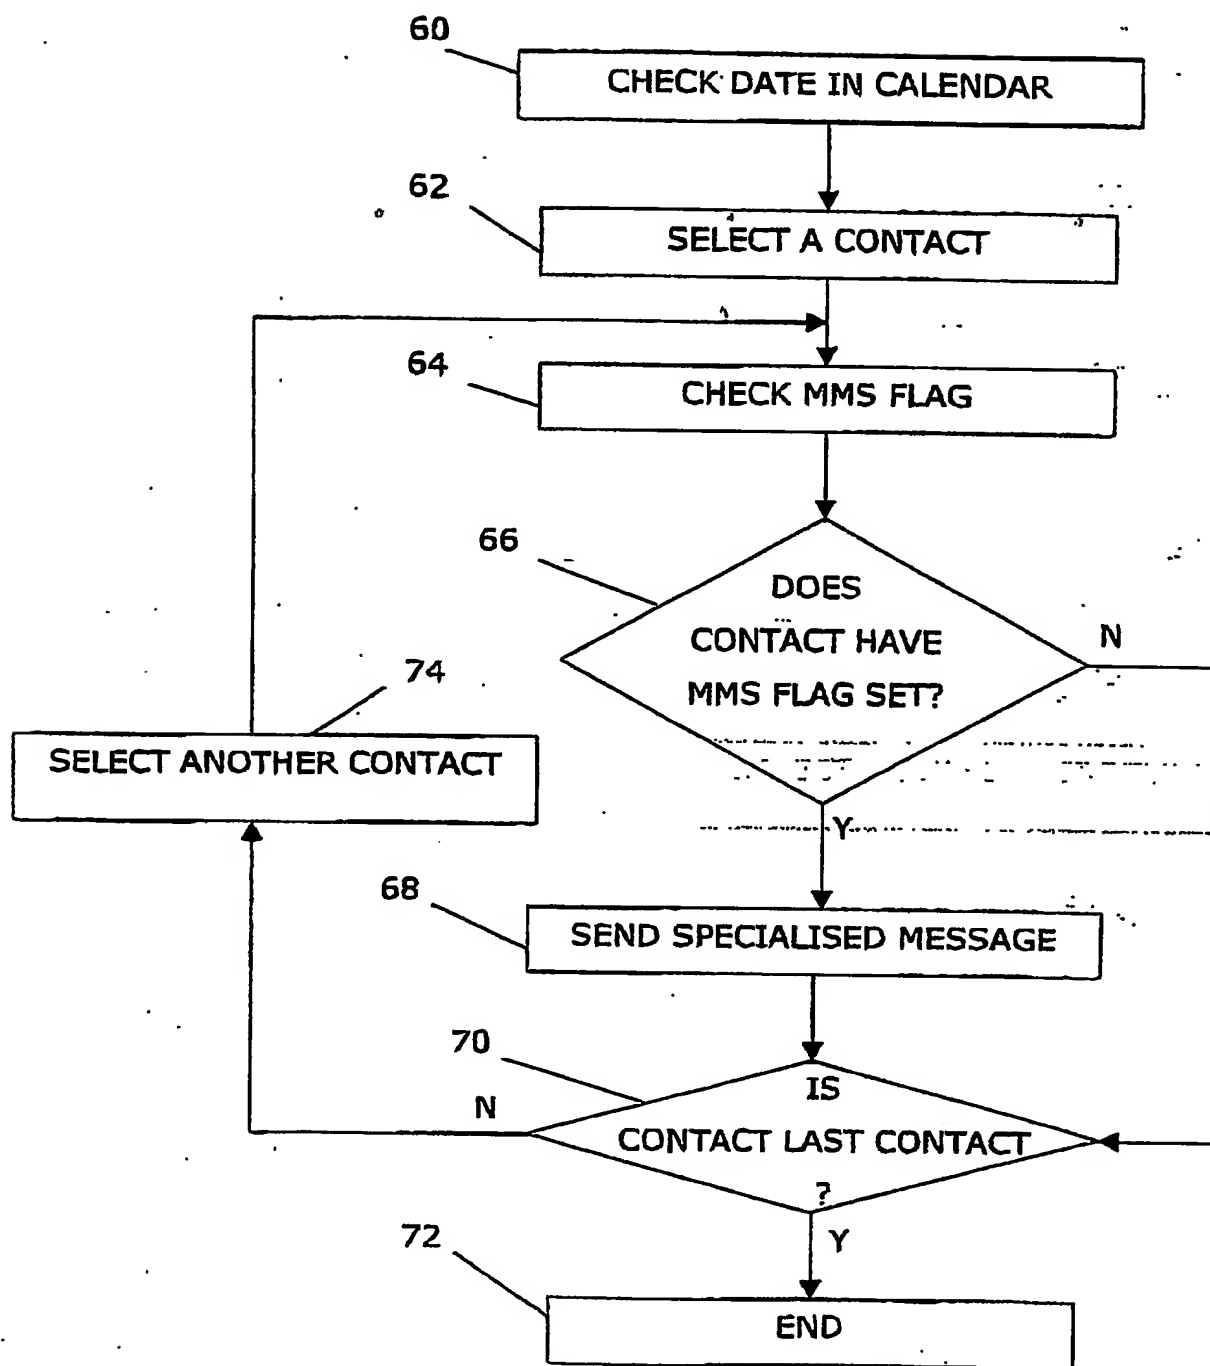 60
CHECK DATE IN CALENDAR
62
SELECT A CONTACT
64
CHECK MMS FLAG
66
DOES
CONTACT HAVE
MMS FLAG SET?
N
74
SELECT ANOTHER CONTACT
Y
68
SEND SPECIALISED MESSAGE
70
IS
N
CONTACT LAST CONTACT
?
72
Y
END